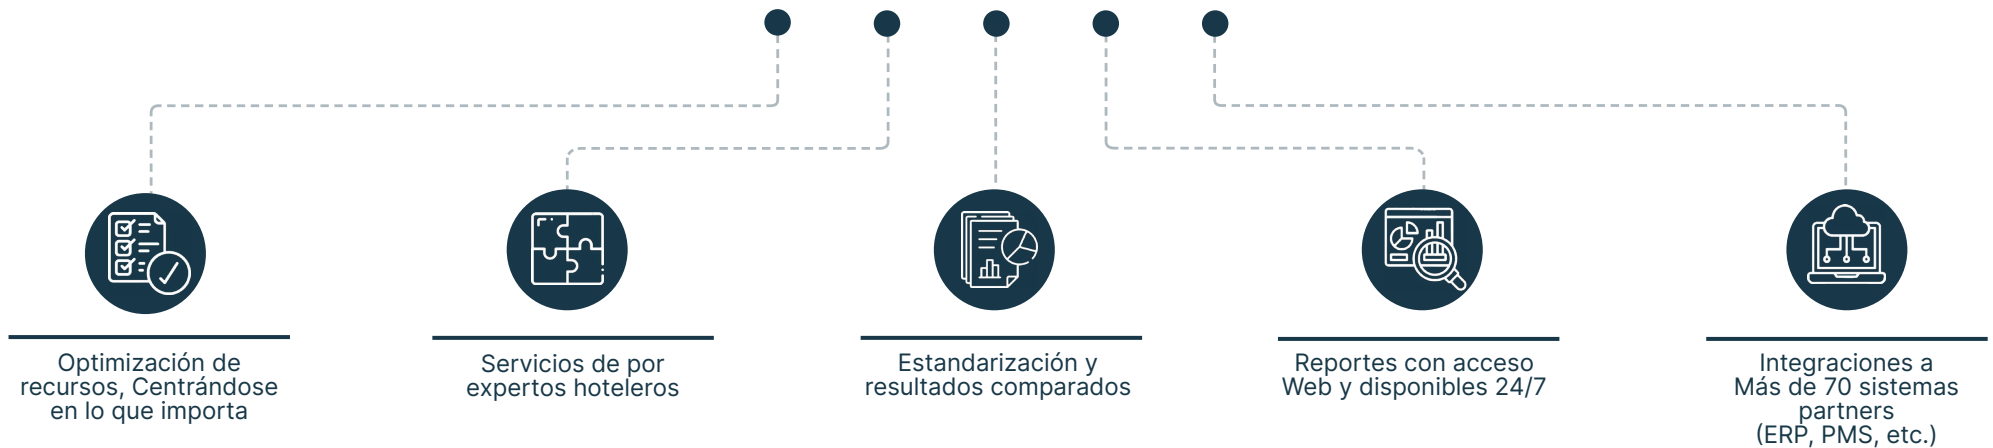 Optimización de
recursos, Centrándose
en lo que importa
Servicios de por
expertos hoteleros
Estandarización y
resultados comparados
Reportes con acceso
Web y disponibles 24/7
Integraciones a
Más de 70 sistemas
partners
(ERP, PMS, etc.)